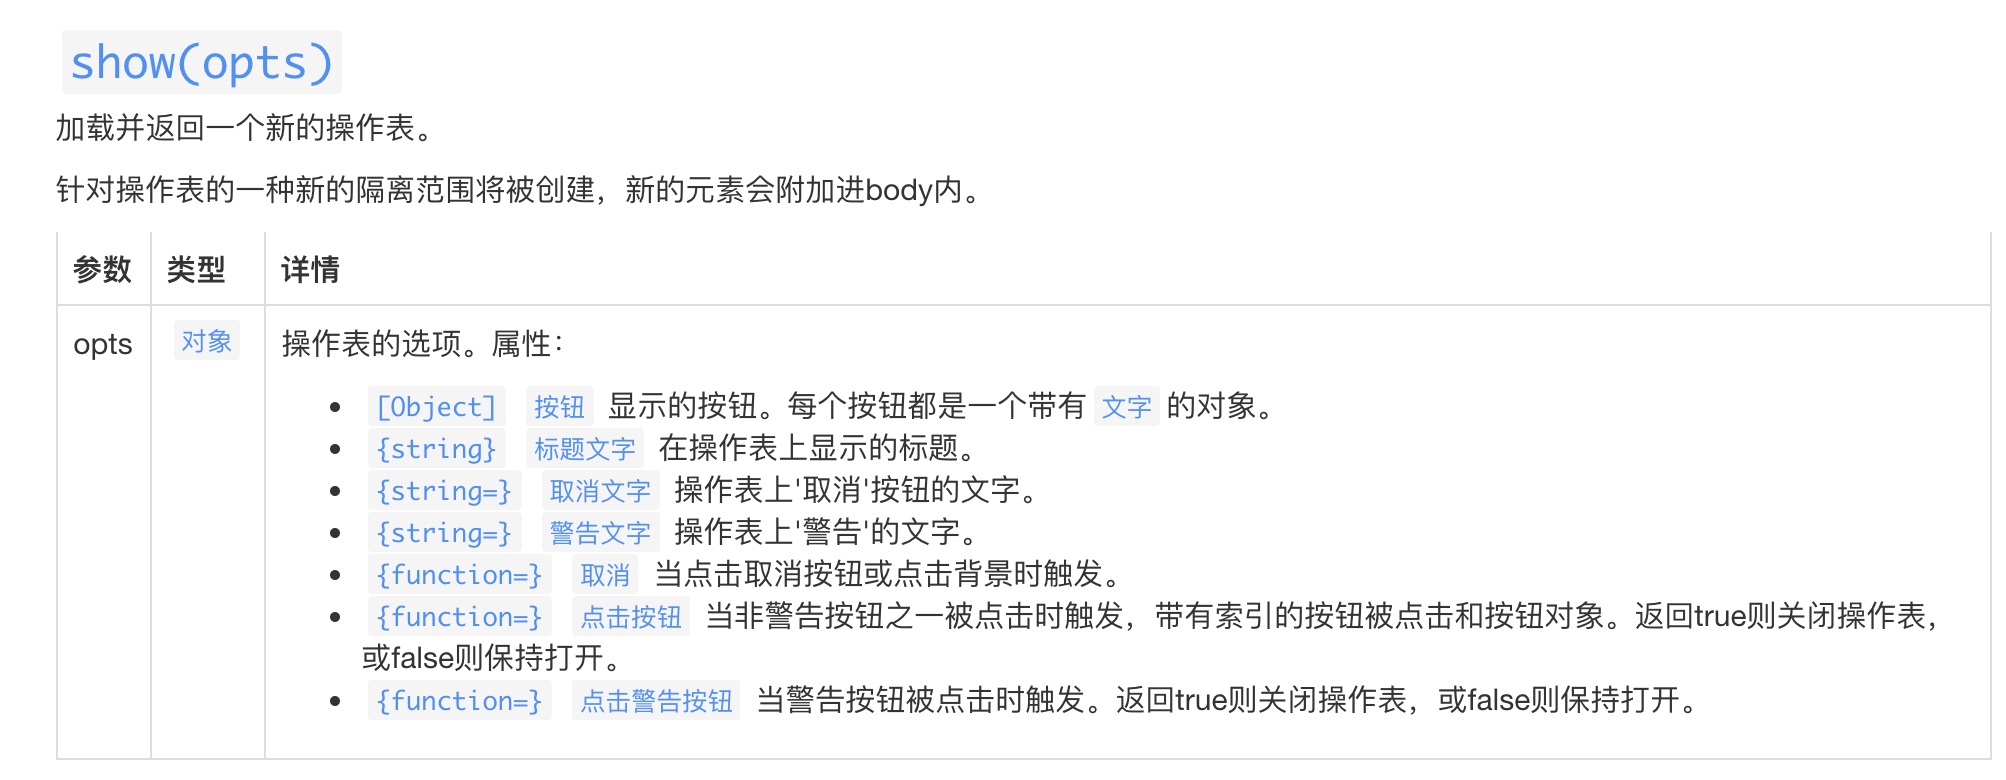 show(opts)
加载并返回一个新的操作表。
针对操作表的一种新的隔离范围将被创建，新的元素会附加进body内。
参数 类型 详情
opts 对象 操作表的选项。属性：
[Object] 按钮 显示的按钮。每个按钮都是一个带有 文字 的对象。
{string} 标题文字 在操作表上显示的标题。
{string=} 取消文字 操作表上'取消'按钮的文字。
{string=} 警告文字 操作表上'警告'的文字。
{function=} 取消 当点击取消按钮或点击背景时触发。
{function=} 点击按钮 当非警告按钮之一被点击时触发，带有索引的按钮被点击和按钮对象。返回true则关闭操作表，
或false则保持打开。
{function=} 点击警告按钮 当警告按钮被点击时触发。返回true则关闭操作表，或false则保持打开。